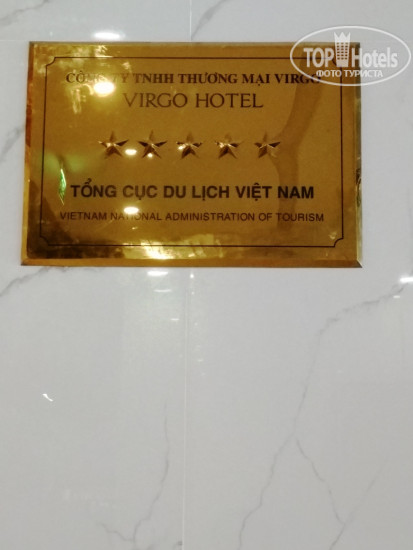 TOP Hotels
ФОТО ТУРИСТА
CÔNG TY TNHH THƯƠNG MẠI VIRGO
VIRGO HOTEL
TỔNG CỤC DU LỊCH VIỆT NAM
VIETNAM NATIONAL ADMINISTRATION OF TOURISM